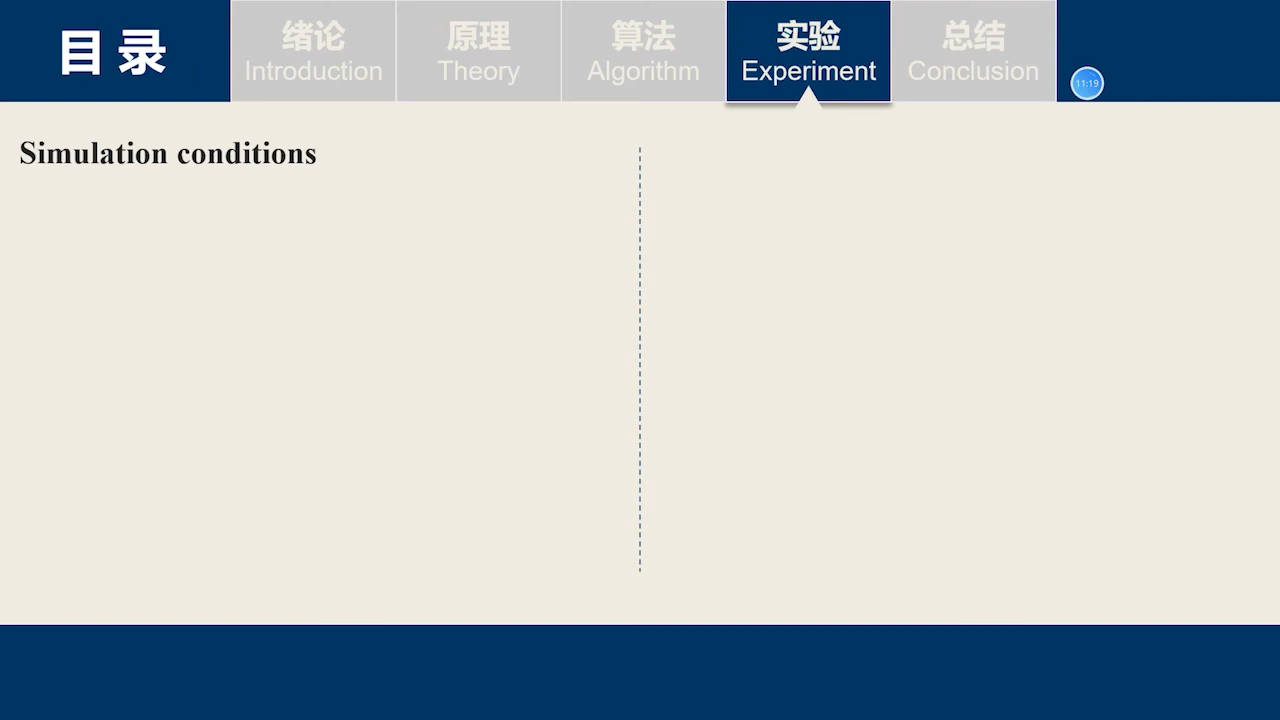 目 录
绪论
Introduction
原理
Theory
算法
Algorithm
实验
Experiment
总结
Conclusion
11:19
Simulation conditions